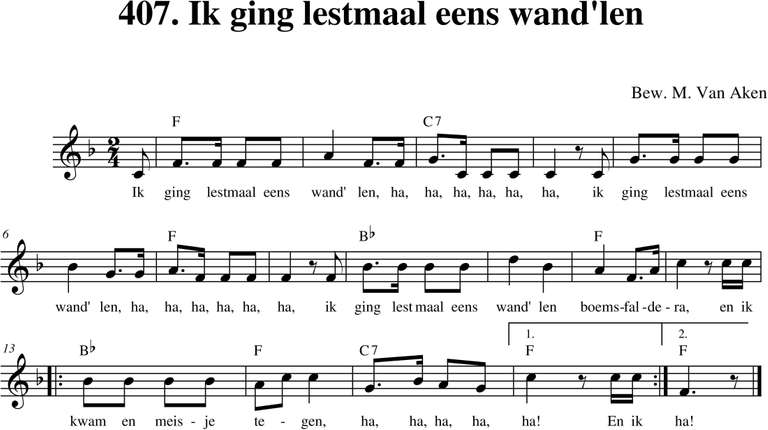 407. Ik ging lestmaal eens wand'len
Bew. M. Van Aken
F C7
2
4
Ik ging lestmaal eens wand' len, ha, ha, ha, ha, ha, ha, ik ging lestmaal eens
6
F B♭ F
wand' len, ha, ha, ha, ha, ha, ha, ik ging lest maal eens wand' len boems-fal-de-ra, en ik
13
B♭ F C7 1. F 2. F
kwam en meis - je te - gen, ha, ha, ha, ha, ha! En ik ha!